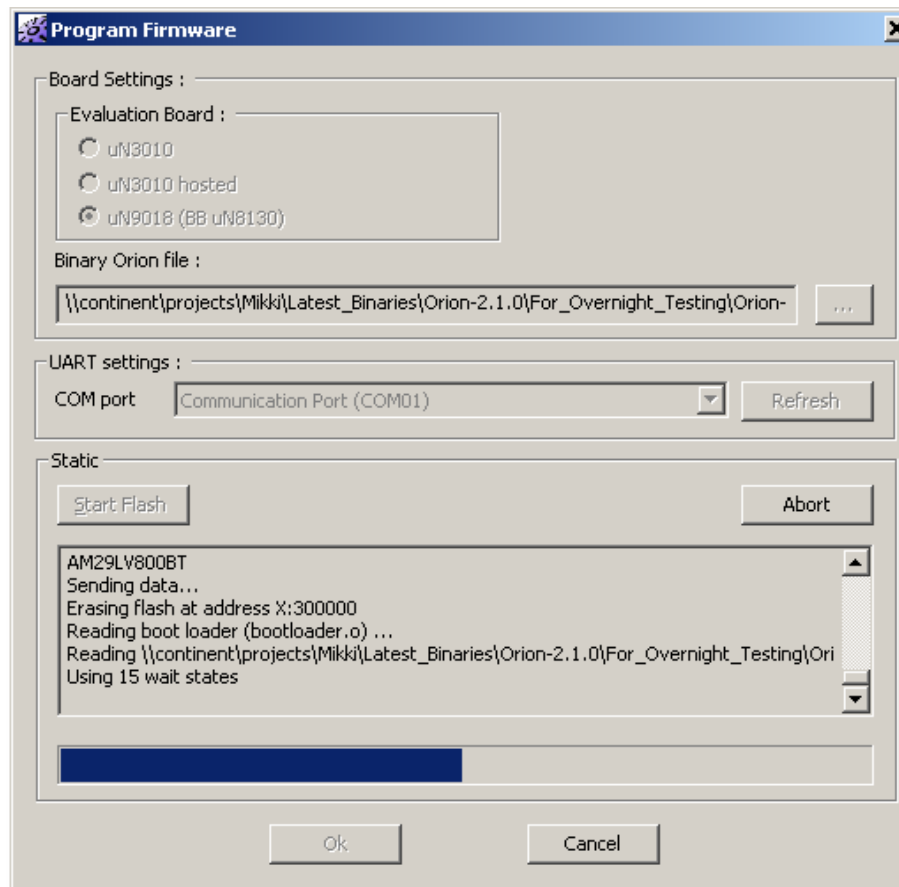 Program Firmware
Board Settings :
Evaluation Board :
uN3010
uN3010 hosted
uN9018 (BB uN8130)
Binary Orion file :
\\continent\projects\Mikki\Latest_Binaries\Orion-2.1.0\For_Overnight_Testing\Orion-
...
UART settings :
COM port
Communication Port (COM01)
Refresh
Static
Start Flash
Abort
AM29LV800BT
Sending data...
Erasing flash at address X:300000
Reading boot loader (bootloader.o) ...
Reading \\continent\projects\Mikki\Latest_Binaries\Orion-2.1.0\For_Overnight_Testing\Ori
Using 15 wait states
Ok
Cancel